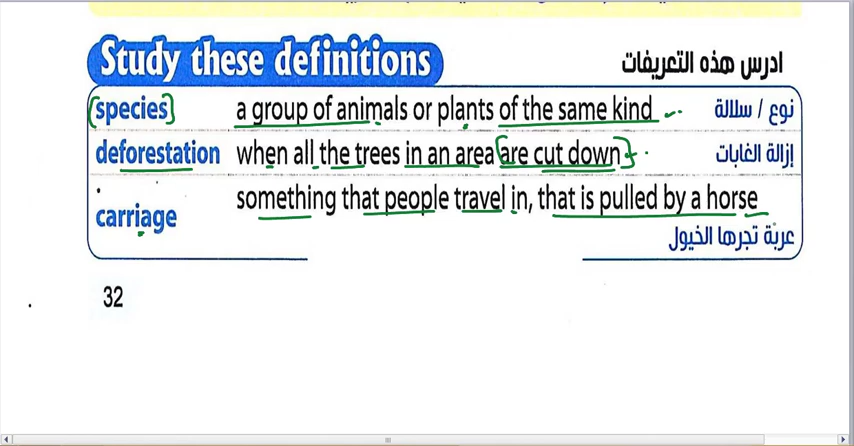 Study these definitions ادرس هذه التعريفات
species a group of animals or plants of the same kind نوع / سلالة
deforestation when all the trees in an area are cut down إزالة الغابات
carriage something that people travel in, that is pulled by a horse
عربة تجرها الخيول
32